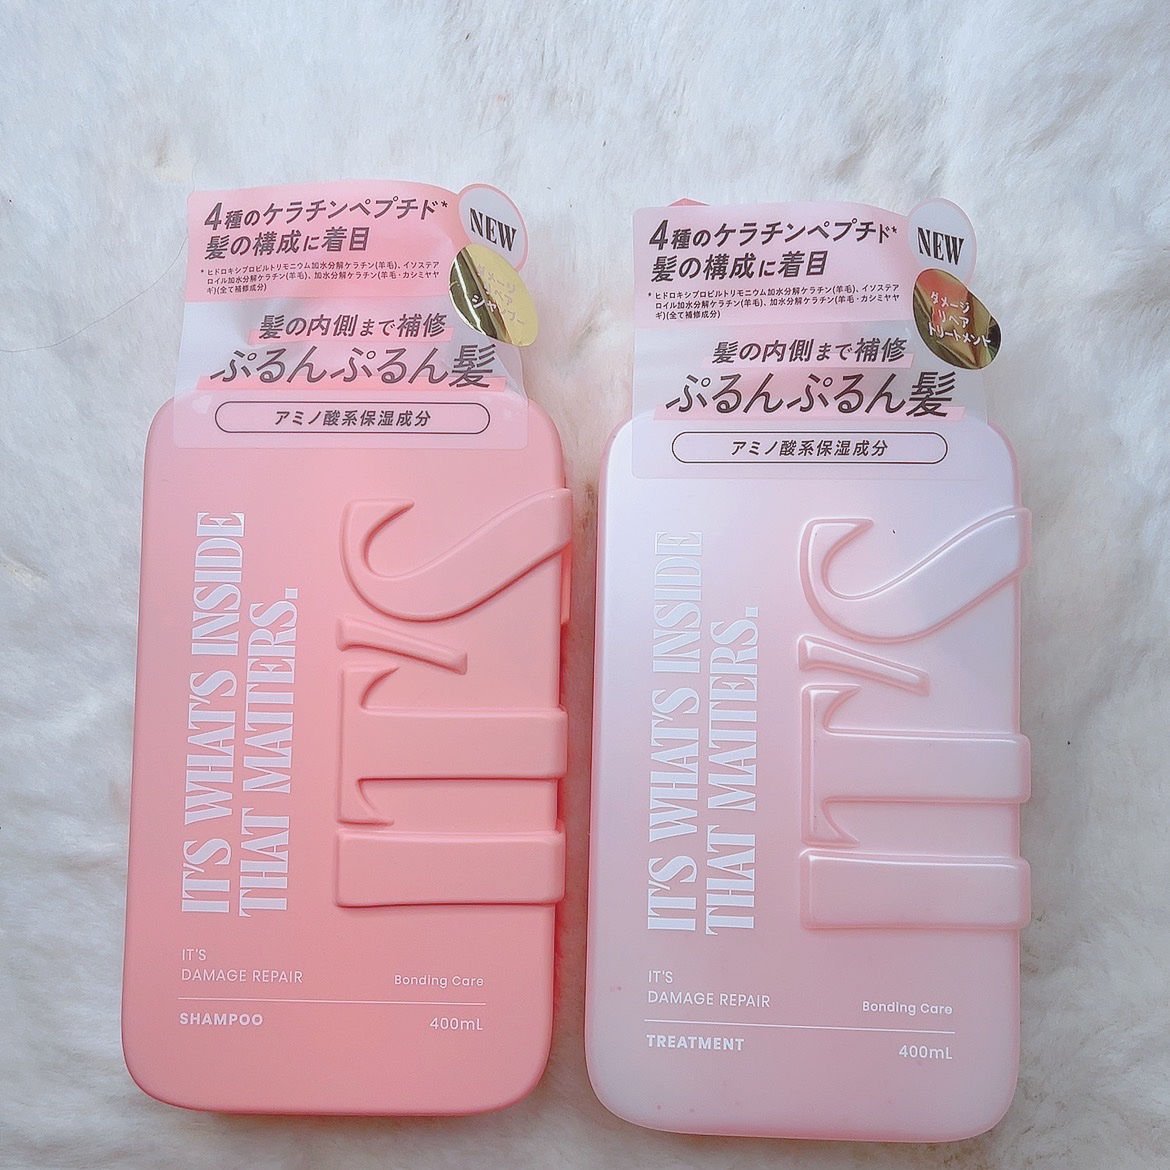 4種のケラチンペプチド*
髪の構成に着目
* ヒドロキシプロピルトリモニウム加水分解ケラチン(羊毛)、イソステア
ロイル加水分解ケラチン(羊毛)、加水分解ケラチン(羊毛・カシミヤヤ
ギ)(全て補修成分)
NEW
ダメージ
リペア
シャンプー
髪の内側まで補修
ぷるんぷるん髪
アミノ酸系保湿成分
IT'S WHAT'S INSIDE
THAT MATTERS.
IT'S
IT'S
DAMAGE REPAIR
Bonding Care
SHAMPOO
400mL
4種のケラチンペプチド*
髪の構成に着目
* ヒドロキシプロピルトリモニウム加水分解ケラチン(羊毛)、イソステア
ロイル加水分解ケラチン(羊毛)、加水分解ケラチン(羊毛・カシミヤヤ
ギ)(全て補修成分)
NEW
ダメージ
リペア
トリートメント
髪の内側まで補修
ぷるんぷるん髪
アミノ酸系保湿成分
IT'S WHAT'S INSIDE
THAT MATTERS.
IT'S
IT'S
DAMAGE REPAIR
Bonding Care
TREATMENT
400mL